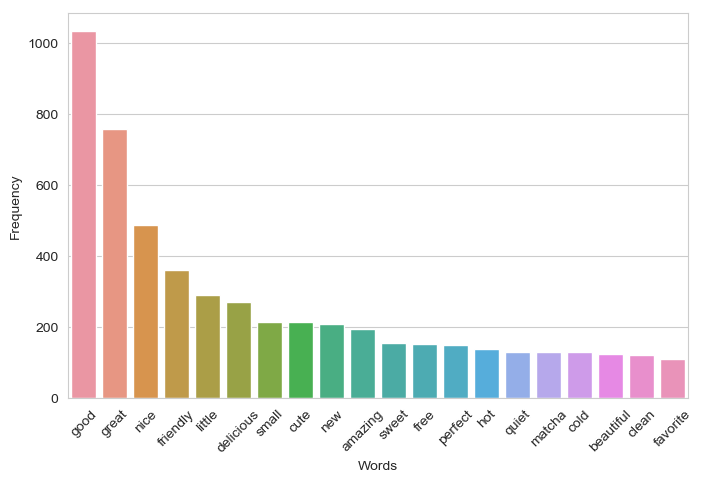 1000
800
600
400
200
0
Frequency
good
great
nice
friendly
little
delicious
small
cute
new
amazing
sweet
free
perfect
hot
quiet
matcha
cold
beautiful
clean
favorite
Words